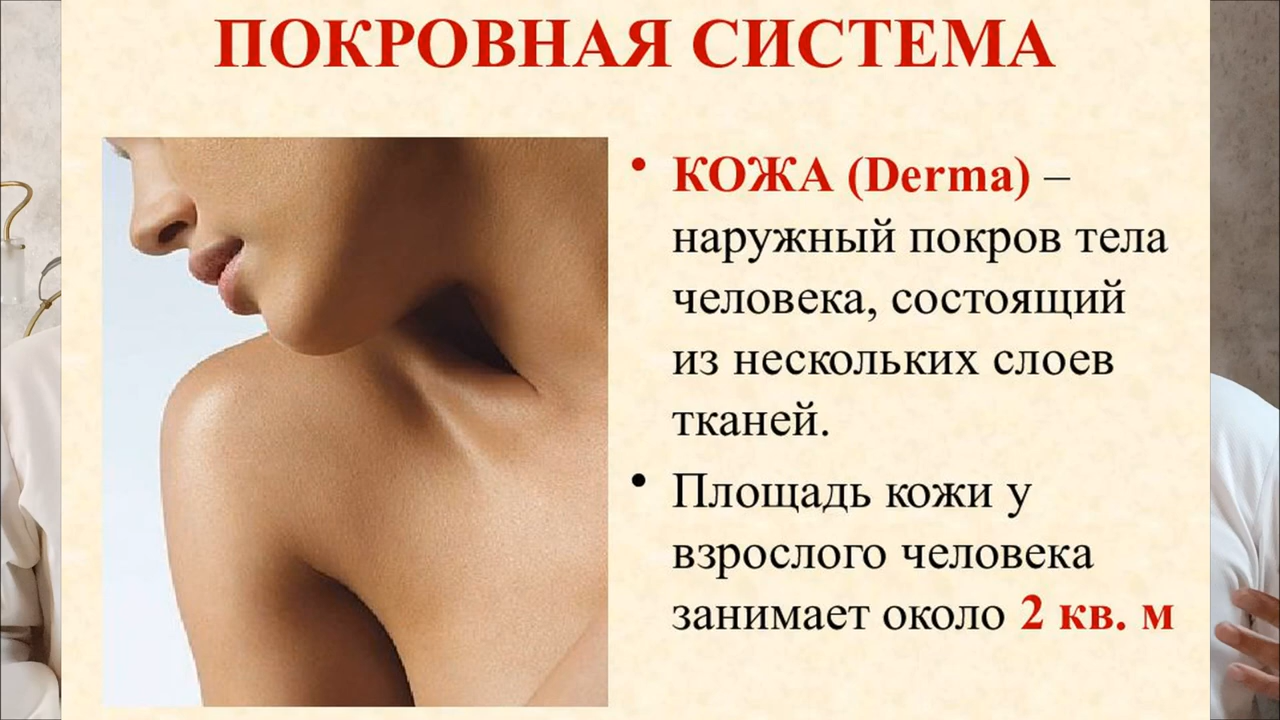 ПОКРОВНАЯ СИСТЕМА
• КОЖА (Derma) –
наружный покров тела
человека, состоящий
из нескольких слоев
тканей.
• Площадь кожи у
взрослого человека
занимает около 2 кв. м